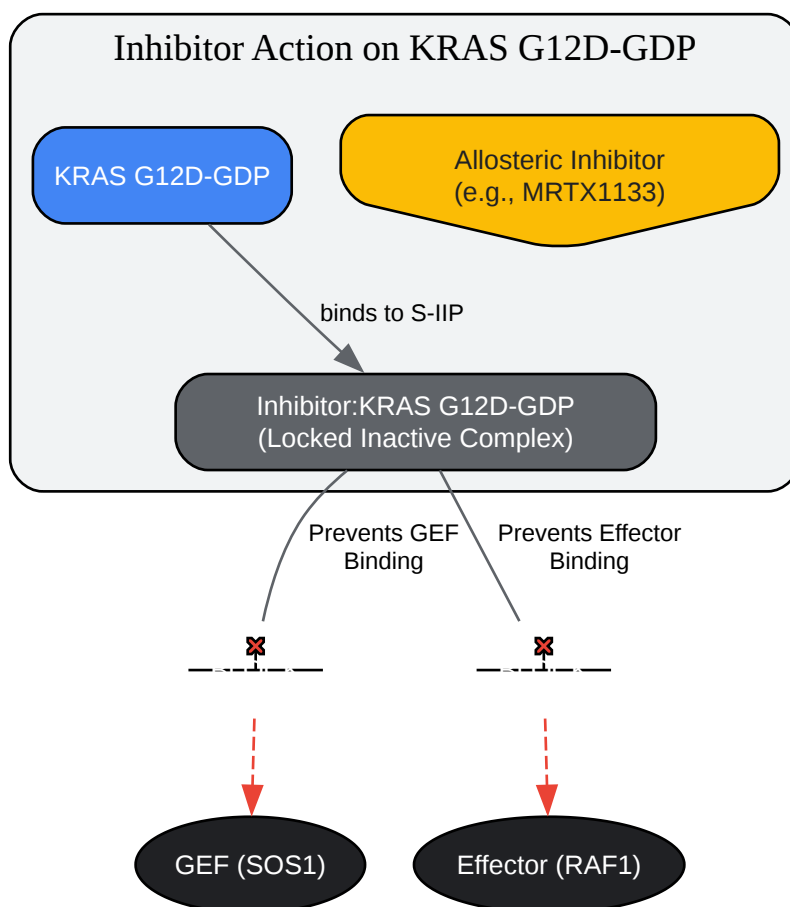 Inhibitor Action on KRAS G12D-GDP
KRAS G12D-GDP
Allosteric Inhibitor
(e.g., MRTX1133)
binds to S-IIP
Inhibitor:KRAS G12D-GDP
(Locked Inactive Complex)
Prevents GEF
Binding
Prevents Effector
Binding
GEF (SOS1)
Effector (RAF1)